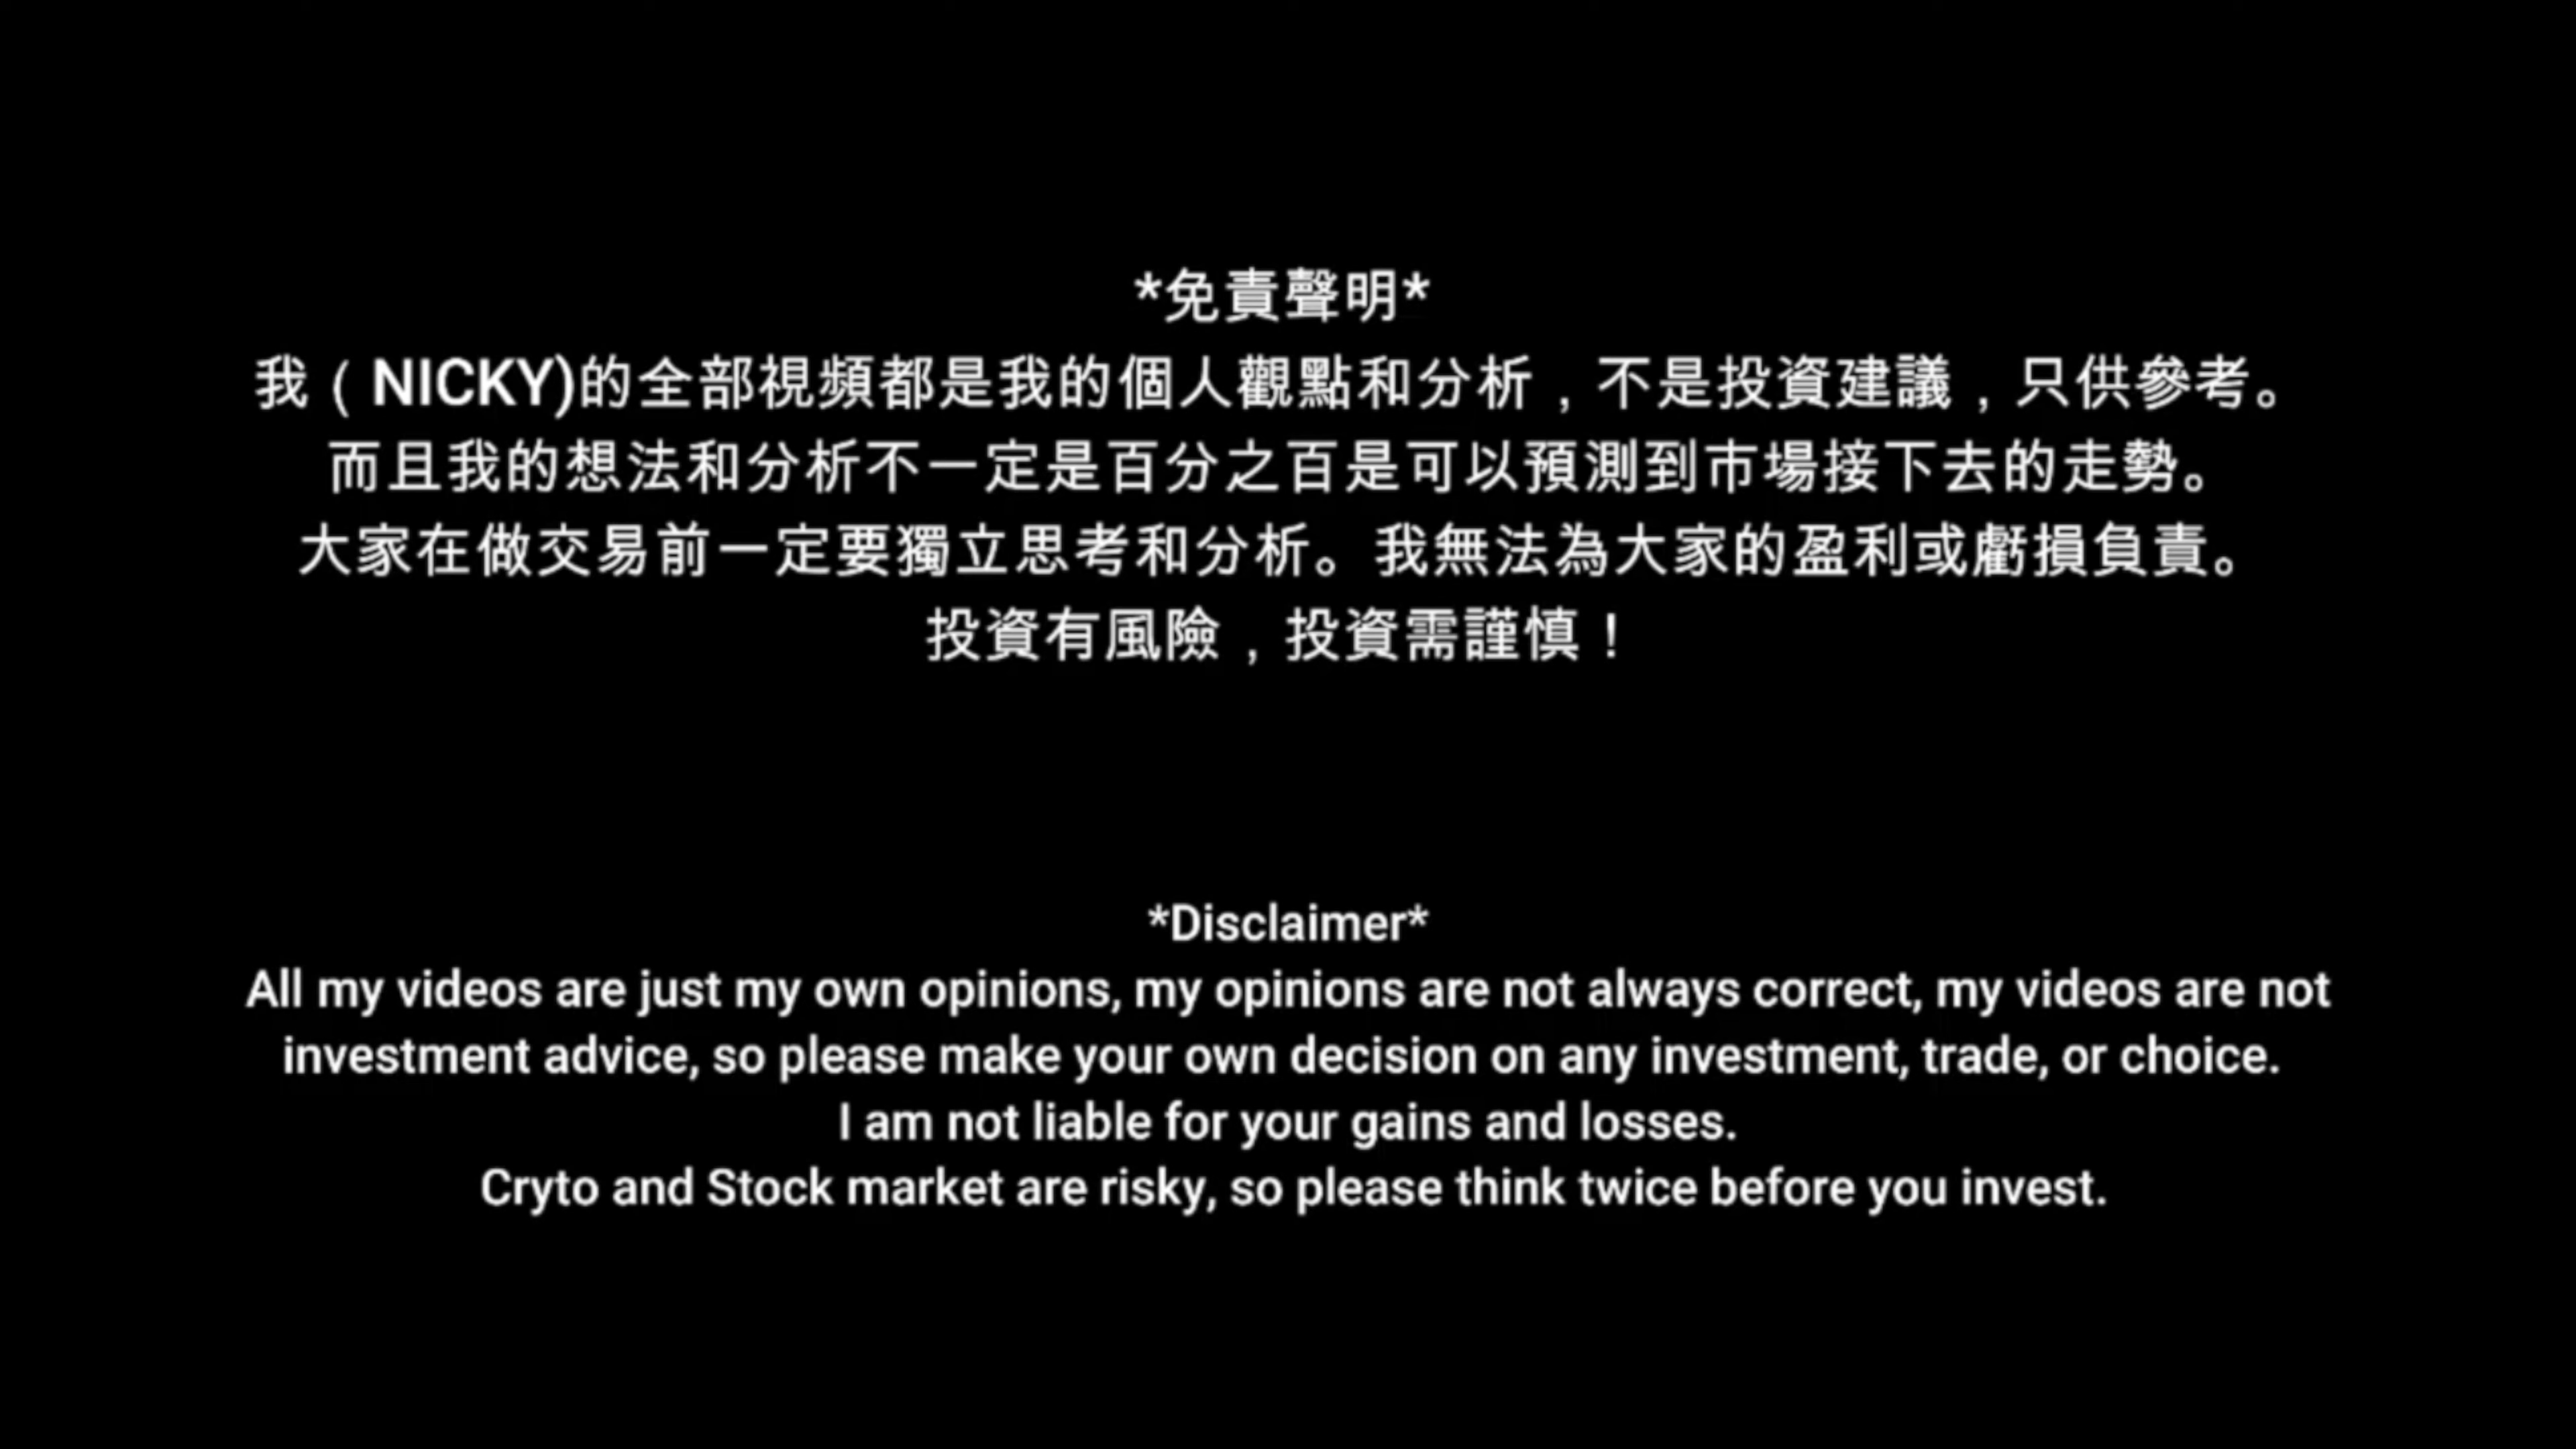 *免責聲明*
我（NICKY)的全部視頻都是我的個人觀點和分析，不是投資建議，只供參考。
而且我的想法和分析不一定是百分之百是可以預測到市場接下去的走勢。
大家在做交易前一定要獨立思考和分析。我無法為大家的盈利或虧損負責。
投資有風險，投資需謹慎！
*Disclaimer*
All my videos are just my own opinions, my opinions are not always correct, my videos are not
investment advice, so please make your own decision on any investment, trade, or choice.
I am not liable for your gains and losses.
Cryto and Stock market are risky, so please think twice before you invest.